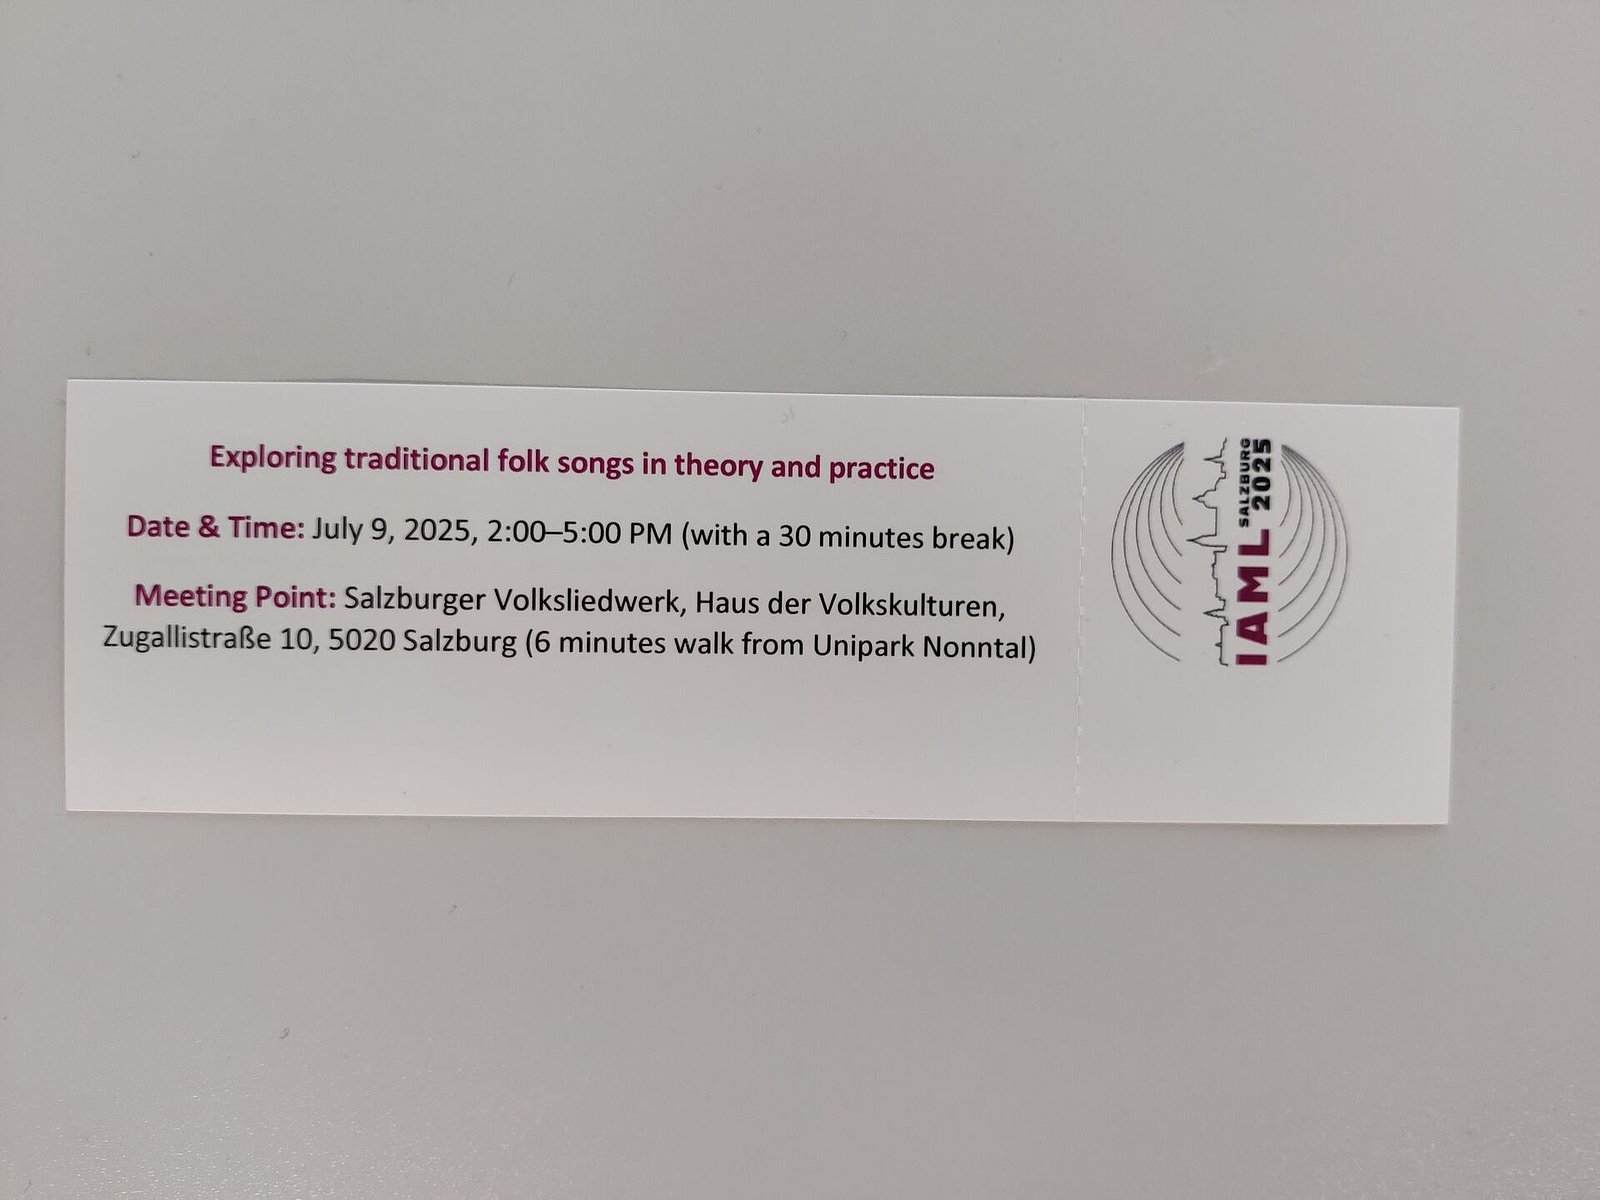 Exploring traditional folk songs in theory and practice
Date & Time: July 9, 2025, 2:00–5:00 PM (with a 30 minutes break)
Meeting Point: Salzburger Volksliedwerk, Haus der Volkskulturen,
Zugallistraße 10, 5020 Salzburg (6 minutes walk from Unipark Nonntal)
IAML SALZBURG
2025